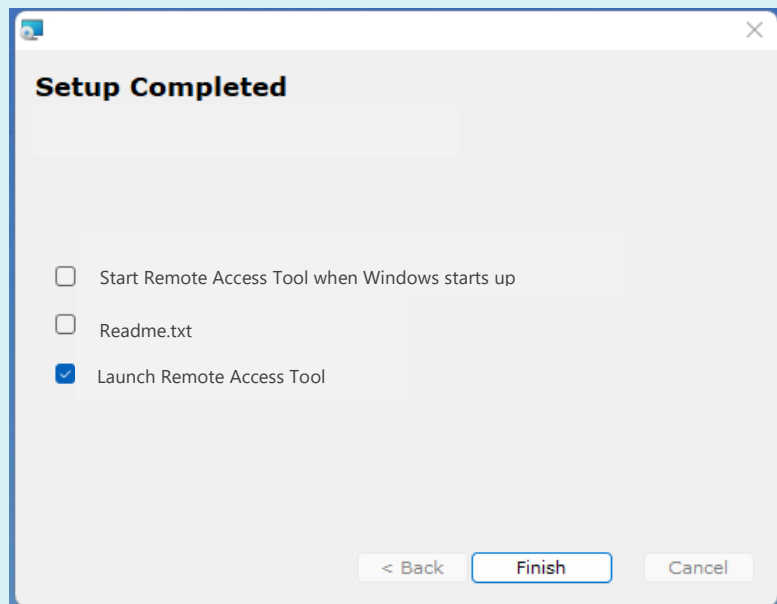 Setup Completed
Start Remote Access Tool when Windows starts up
Readme.txt
Launch Remote Access Tool
< Back Finish Cancel